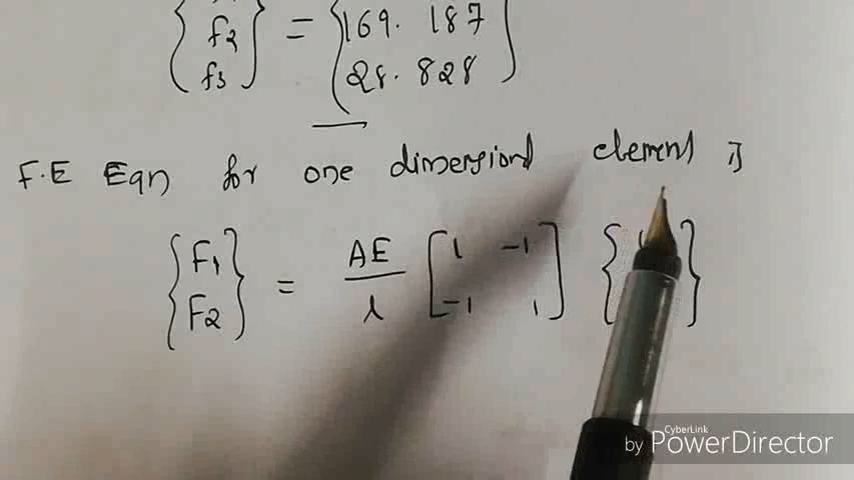 f2 = 169. 187
f3 28. 828
F.E Eqn for one dimensional element is
F1 = AE 1 -1
F2 l -1 1
CyberLink
by PowerDirector